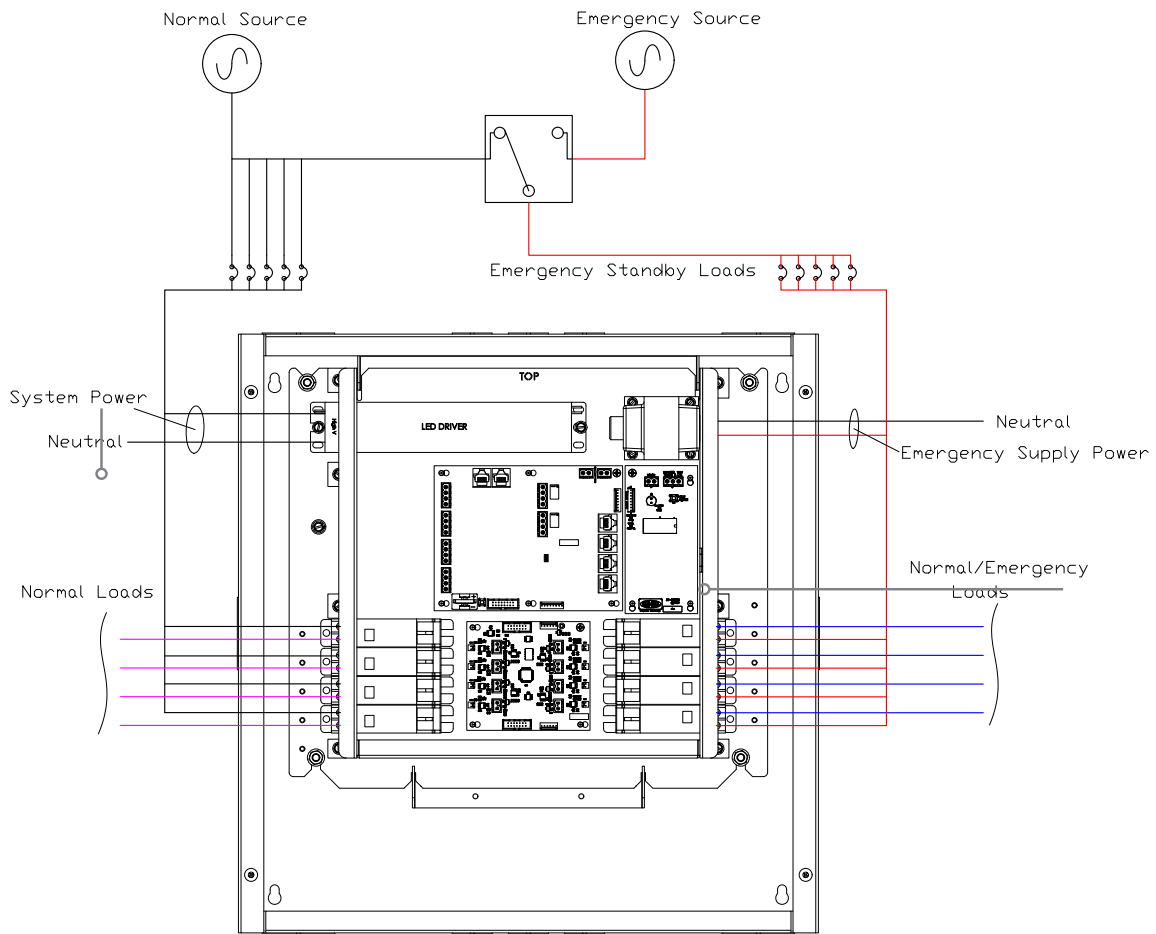 Normal Source
Emergency Source
Emergency Standby Loads
TOP
System Power
High V
LED DRIVER
Neutral
Neutral
Emergency Supply Power
Normal/Emergency
Loads
Normal Loads